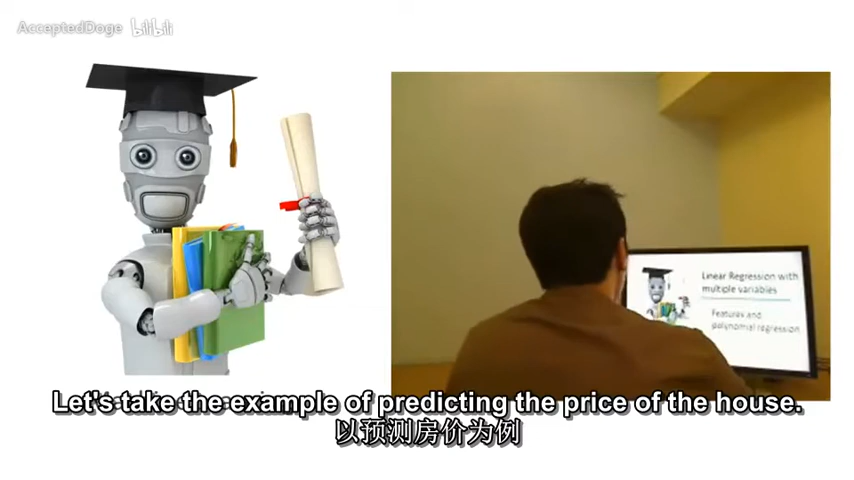 AcceptedDoge bilibili
Linear Regression with
multiple variables
Features and
polynomial regression
Let's take the example of predicting the price of the house.
以预测房价为例